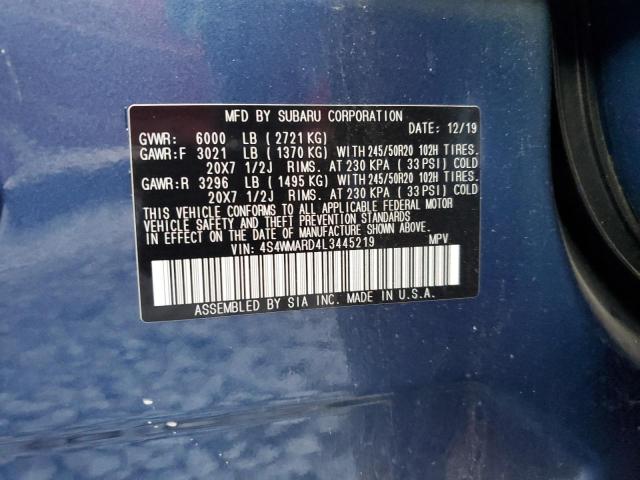 MFD BY SUBARU CORPORATION
DATE: 12/19
GVWR: 6000 LB ( 2721 KG)
GAWR:F 3021 LB ( 1370 KG) WITH 245/50R20 102H TIRES.
20X7 1/2J RIMS. AT 230 KPA ( 33 PSI) COLD
GAWR:R 3296 LB ( 1495 KG) WITH 245/50R20 102H TIRES.
20X7 1/2J RIMS. AT 230 KPA ( 33 PSI) COLD
THIS VEHICLE CONFORMS TO ALL APPLICABLE FEDERAL MOTOR
VEHICLE SAFETY AND THEFT PREVENTION STANDARDS
IN EFFECT ON THE DATE OF MANUFACTURE SHOWN ABOVE.
VIN: 4S4WMARD4L3445219 MPV
ASSEMBLED BY SIA INC. MADE IN U.S.A.